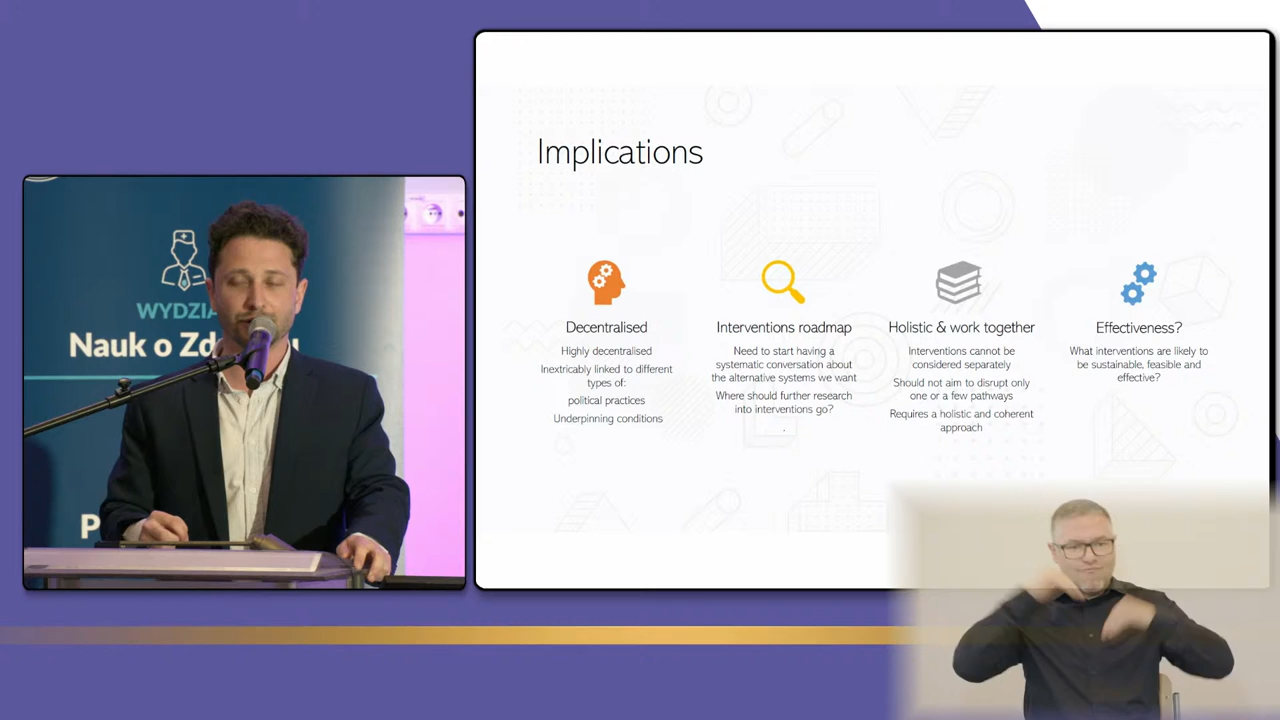 WYDZIA
Nauk o Zd
u
P
Implications
Decentralised
Highly decentralised
Inextricably linked to different
types of:
political practices
Underpinning conditions
Interventions roadmap
Need to start having a
systematic conversation about
the alternative systems we want
Where should further research
into interventions go?
.
Holistic & work together
Interventions cannot be
considered separately
Should not aim to disrupt only
one or a few pathways
Requires a holistic and coherent
approach
Effectiveness?
What interventions are likely to
be sustainable, feasible and
effective?